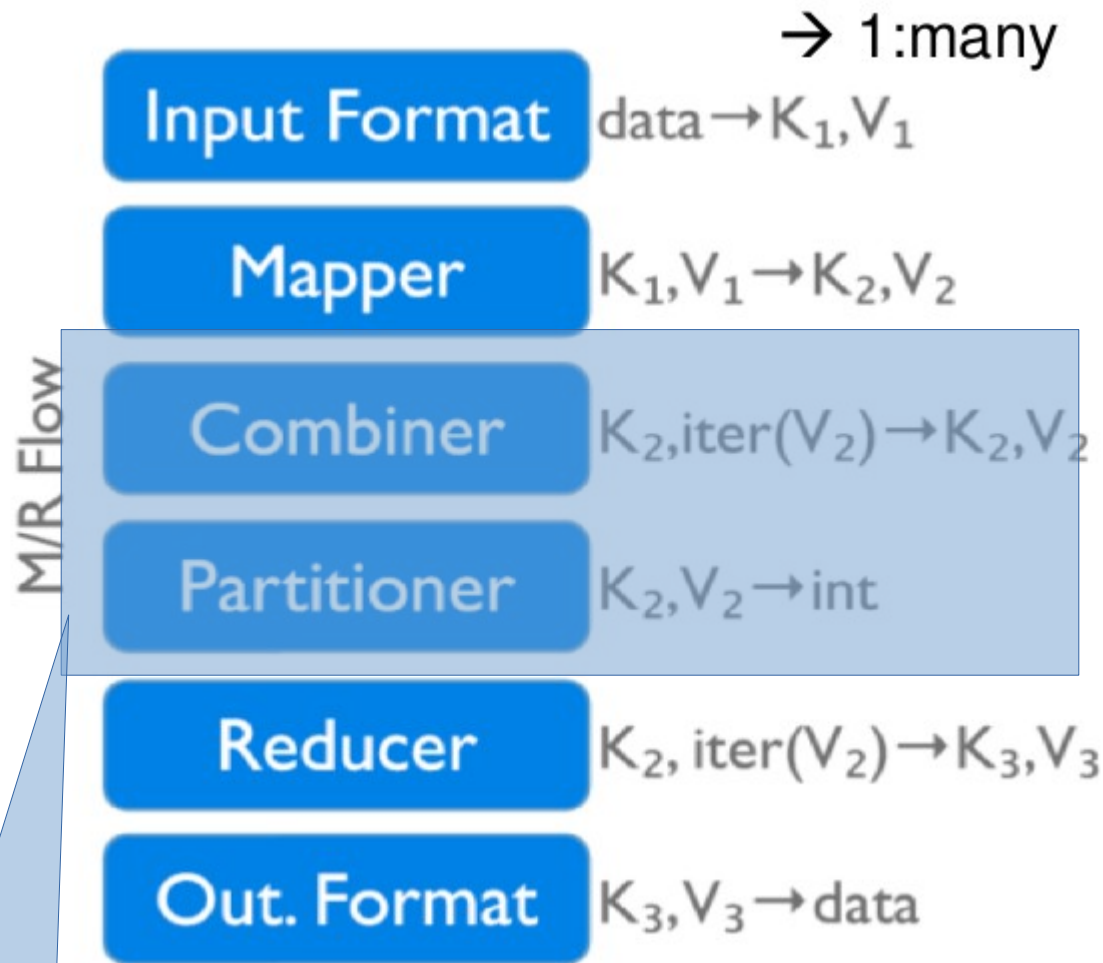 → 1:many
Input Format data→K₁,V₁
Mapper K₁,V₁→K₂,V₂
Combiner K₂,iter(V₂)→K₂,V₂
Partitioner K₂,V₂→int
Reducer K₂, iter(V₂)→K₃,V₃
Out. Format K₃,V₃→data
M/R Flow